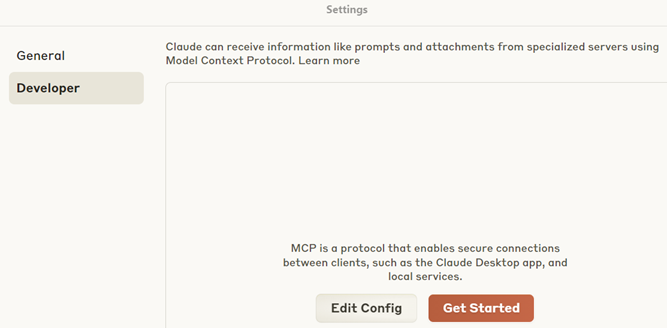 Settings
General
Developer
Claude can receive information like prompts and attachments from specialized servers using
Model Context Protocol. Learn more
MCP is a protocol that enables secure connections
between clients, such as the Claude Desktop app, and
local services.
Edit Config
Get Started